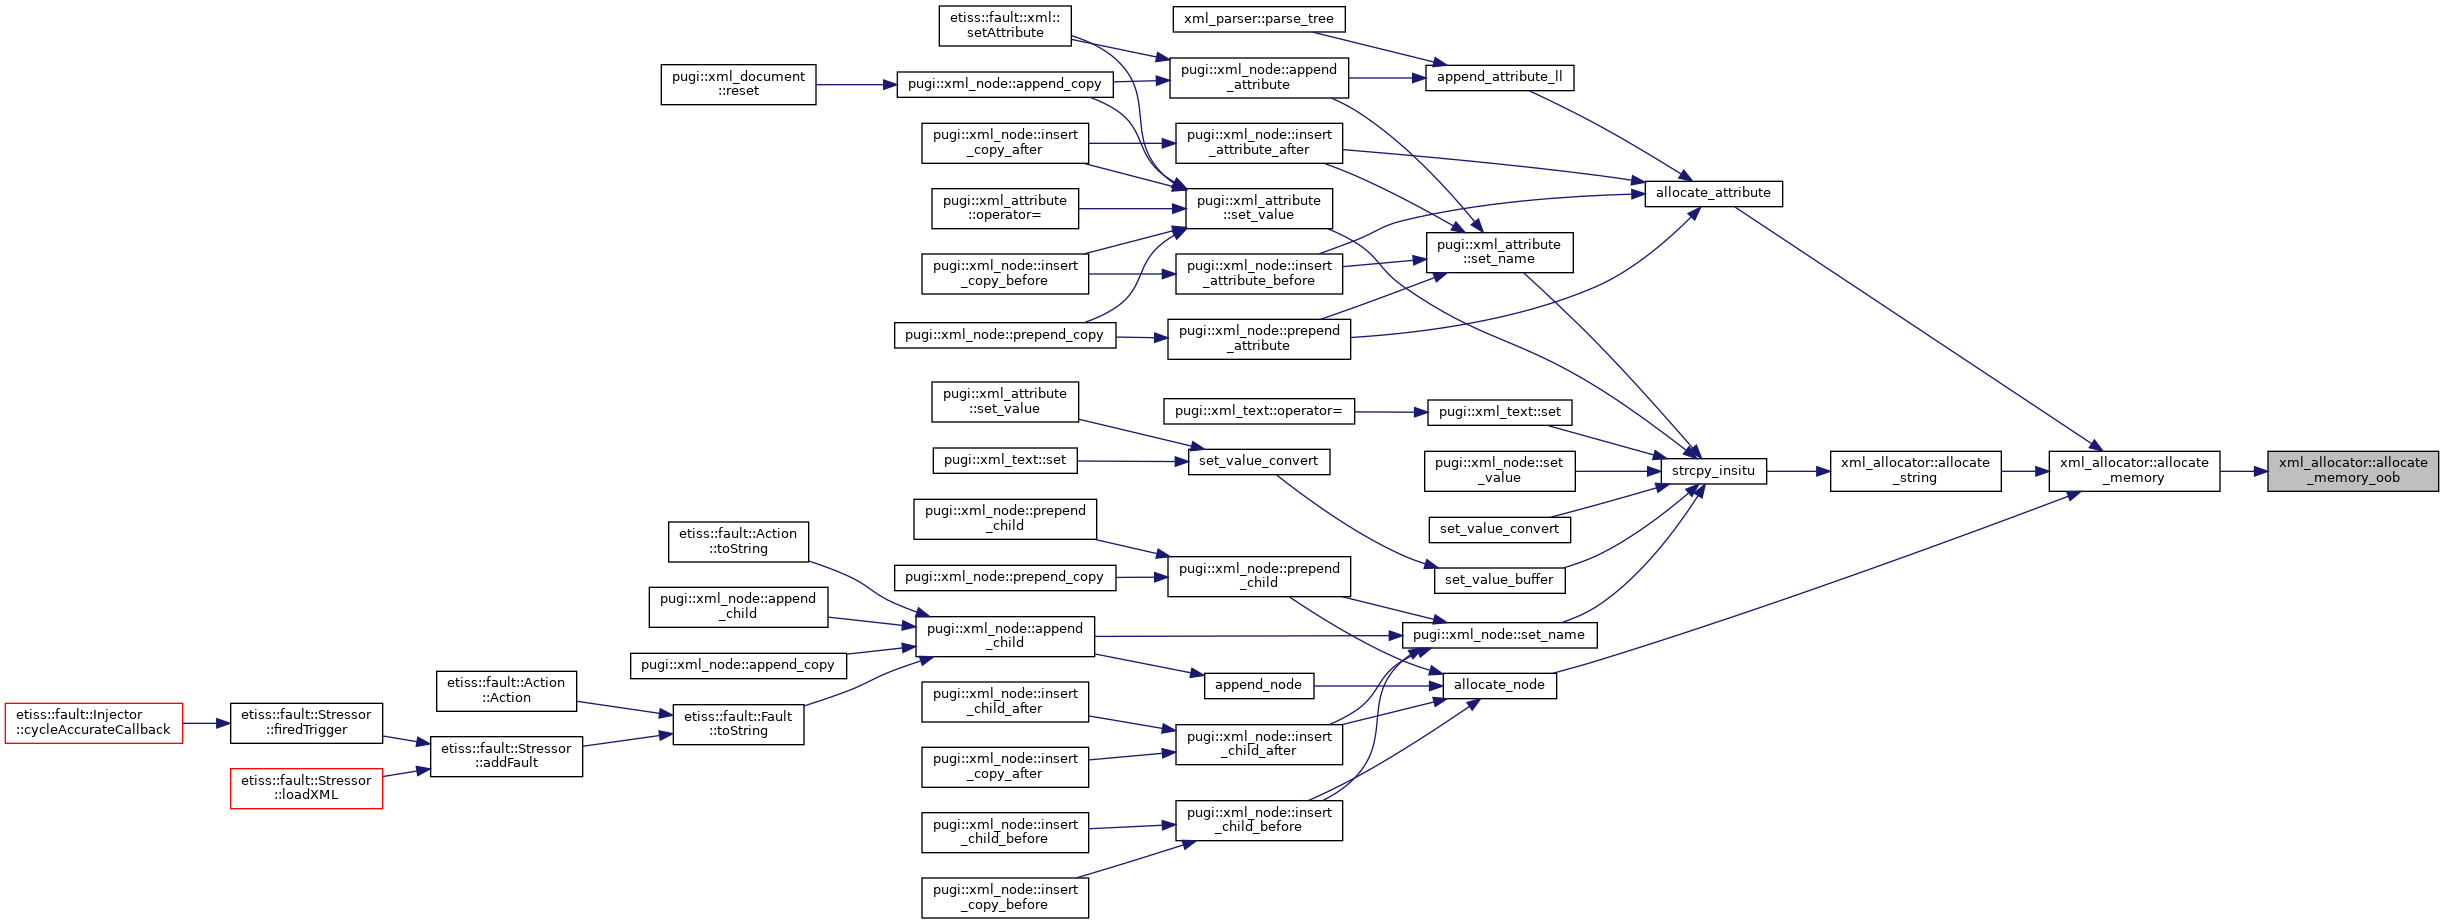 etiss::fault::xml::
setAttribute
xml_parser::parse_tree
pugi::xml_document
::reset
pugi::xml_node::append_copy
pugi::xml_node::append
_attribute
append_attribute_ll
pugi::xml_node::insert
_copy_after
pugi::xml_node::insert
_attribute_after
allocate_attribute
pugi::xml_attribute
::operator=
pugi::xml_attribute
::set_value
pugi::xml_attribute
::set_name
pugi::xml_node::insert
_copy_before
pugi::xml_node::insert
_attribute_before
pugi::xml_node::prepend_copy
pugi::xml_node::prepend
_attribute
pugi::xml_attribute
::set_value
pugi::xml_text::operator=
pugi::xml_text::set
pugi::xml_text::set
set_value_convert
pugi::xml_node::set
_value
strcpy_insitu
xml_allocator::allocate
_string
xml_allocator::allocate
_memory
xml_allocator::allocate
_memory_oob
pugi::xml_node::prepend
_child
set_value_convert
etiss::fault::Action
::toString
pugi::xml_node::prepend_copy
pugi::xml_node::prepend
_child
set_value_buffer
pugi::xml_node::append
_child
pugi::xml_node::append
_child
pugi::xml_node::set_name
pugi::xml_node::append_copy
etiss::fault::Action
::Action
pugi::xml_node::insert
_child_after
append_node
allocate_node
etiss::fault::Injector
::cycleAccurateCallback
etiss::fault::Stressor
::firedTrigger
etiss::fault::Fault
::toString
etiss::fault::Stressor
::addFault
pugi::xml_node::insert
_copy_after
pugi::xml_node::insert
_child_after
etiss::fault::Stressor
::loadXML
pugi::xml_node::insert
_child_before
pugi::xml_node::insert
_child_before
pugi::xml_node::insert
_copy_before